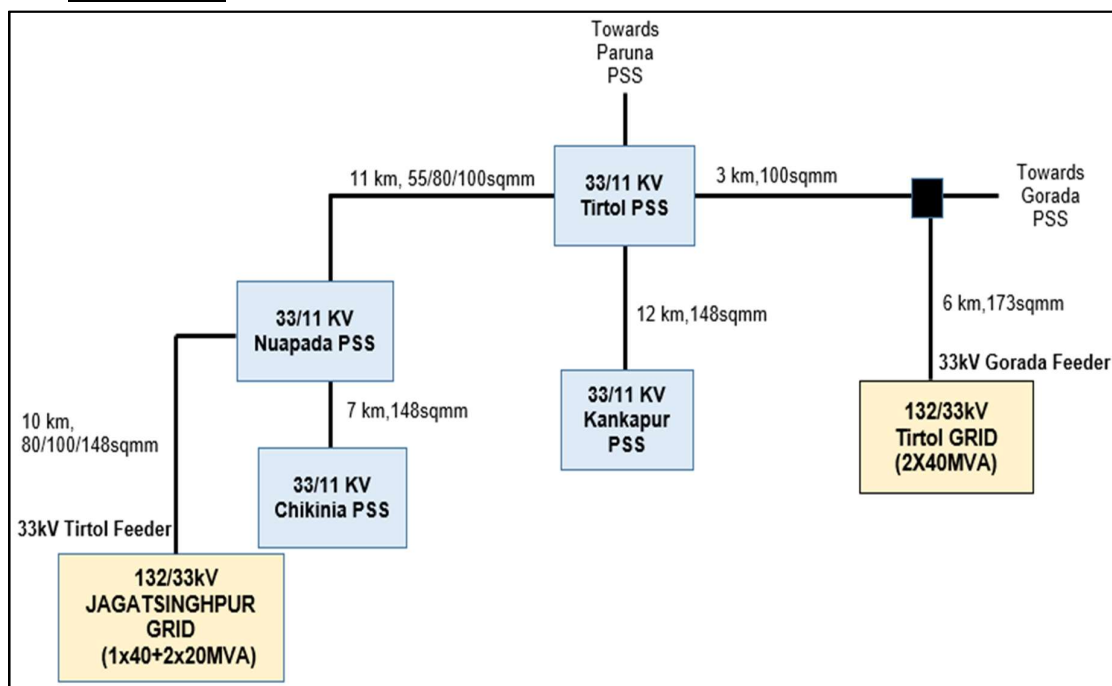 Towards
Paruna
PSS
11 km, 55/80/100sqmm
33/11 KV
Tirtol PSS
3 km,100sqmm
Towards
Gorada
PSS
33/11 KV
Nuapada PSS
12 km,148sqmm
6 km,173sqmm
33kV Gorada Feeder
10 km,
80/100/148sqmm
7 km,148sqmm
33/11 KV
Kankapur
PSS
132/33kV
Tirtol GRID
(2X40MVA)
33/11 KV
Chikinia PSS
33kV Tirtol Feeder
132/33kV
JAGATSINGHPUR
GRID
(1x40+2x20MVA)